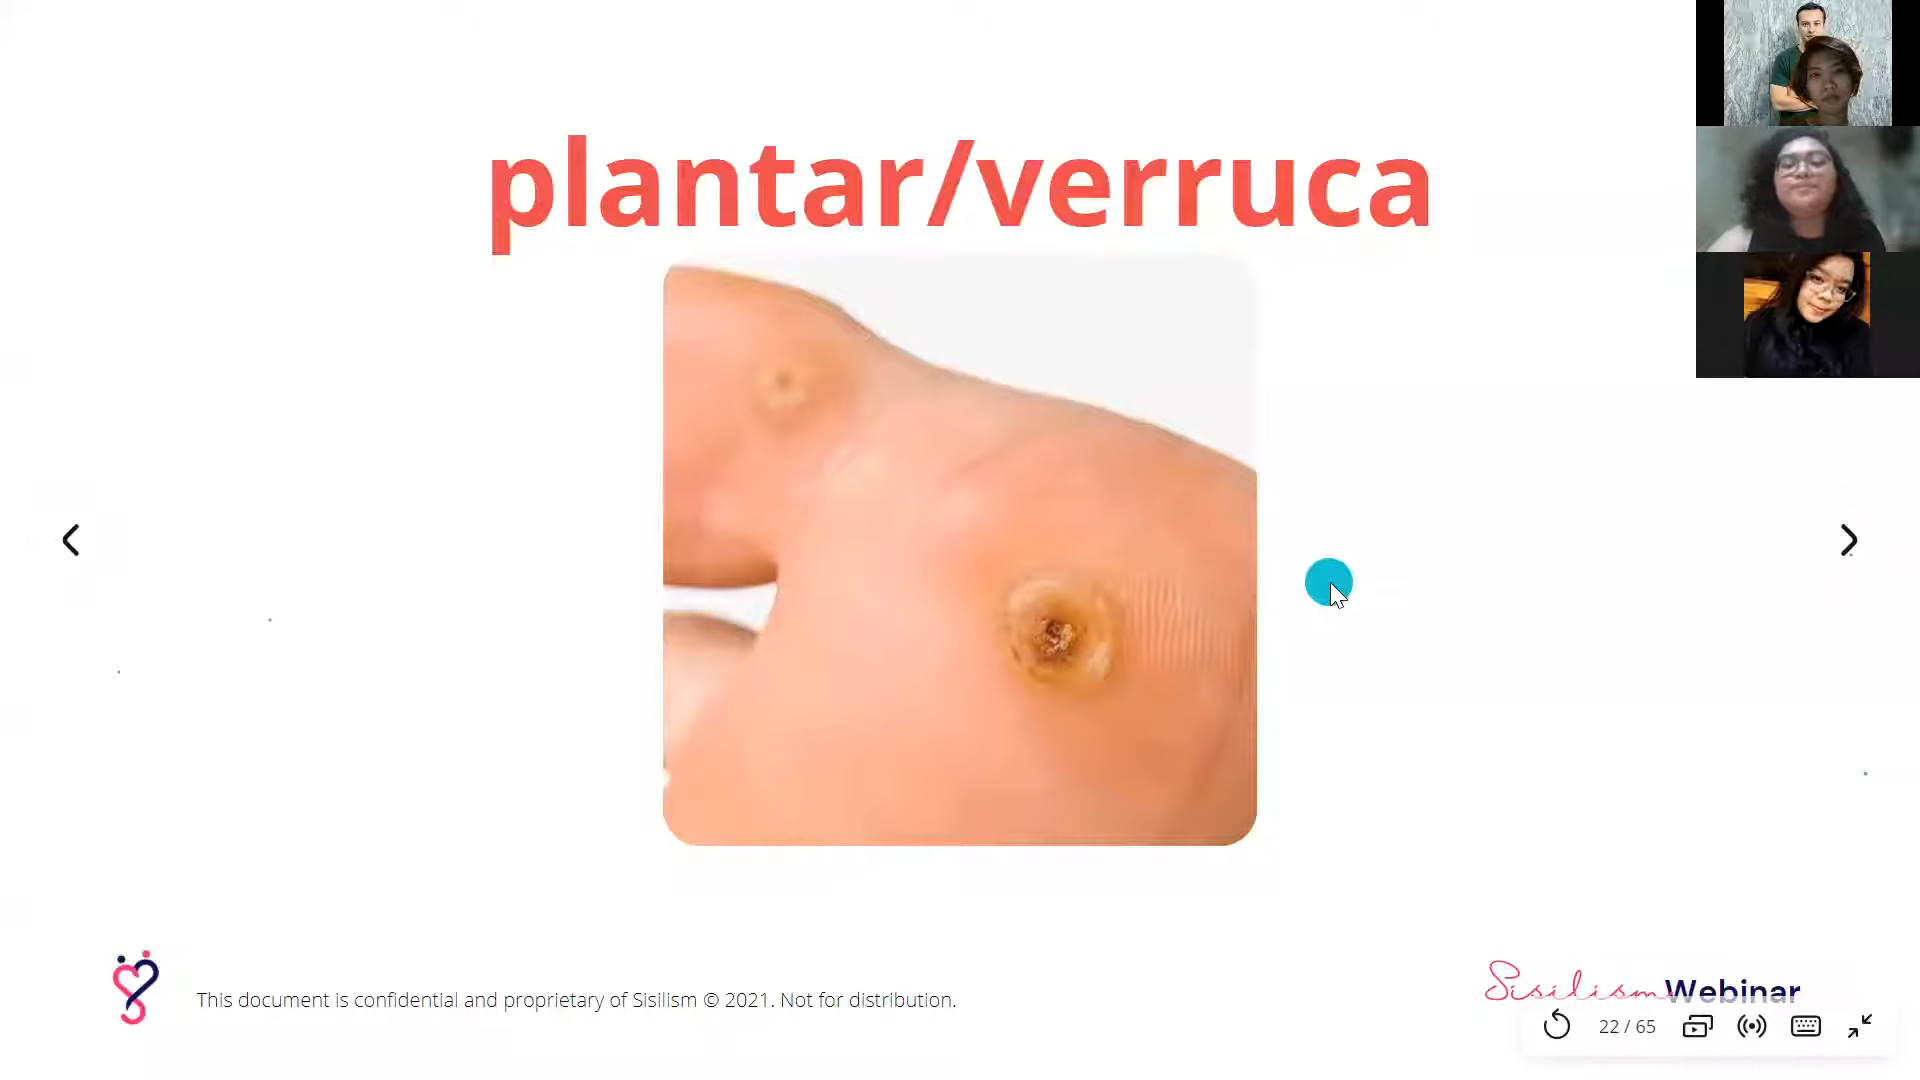 plantar/verruca
This document is confidential and proprietary of Sisilism © 2021. Not for distribution.
Sisilism Webinar
22 / 65